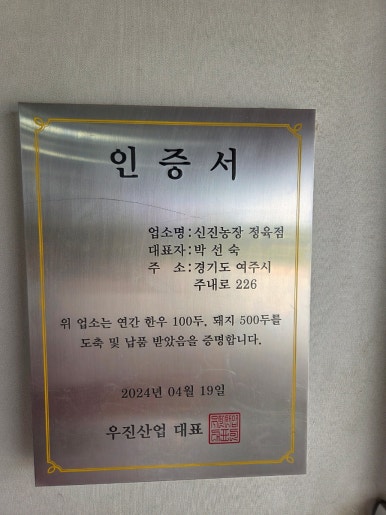 인 증 서
업소명 : 신진농장 정육점
대표자 : 박 선 숙
주 소 : 경기도 여주시
주내로 226
위 업소는 연간 한우 100두, 돼지 500두를
도축 및 납품 받았음을 증명합니다.
2024년 04월 19일
우진산업 대표